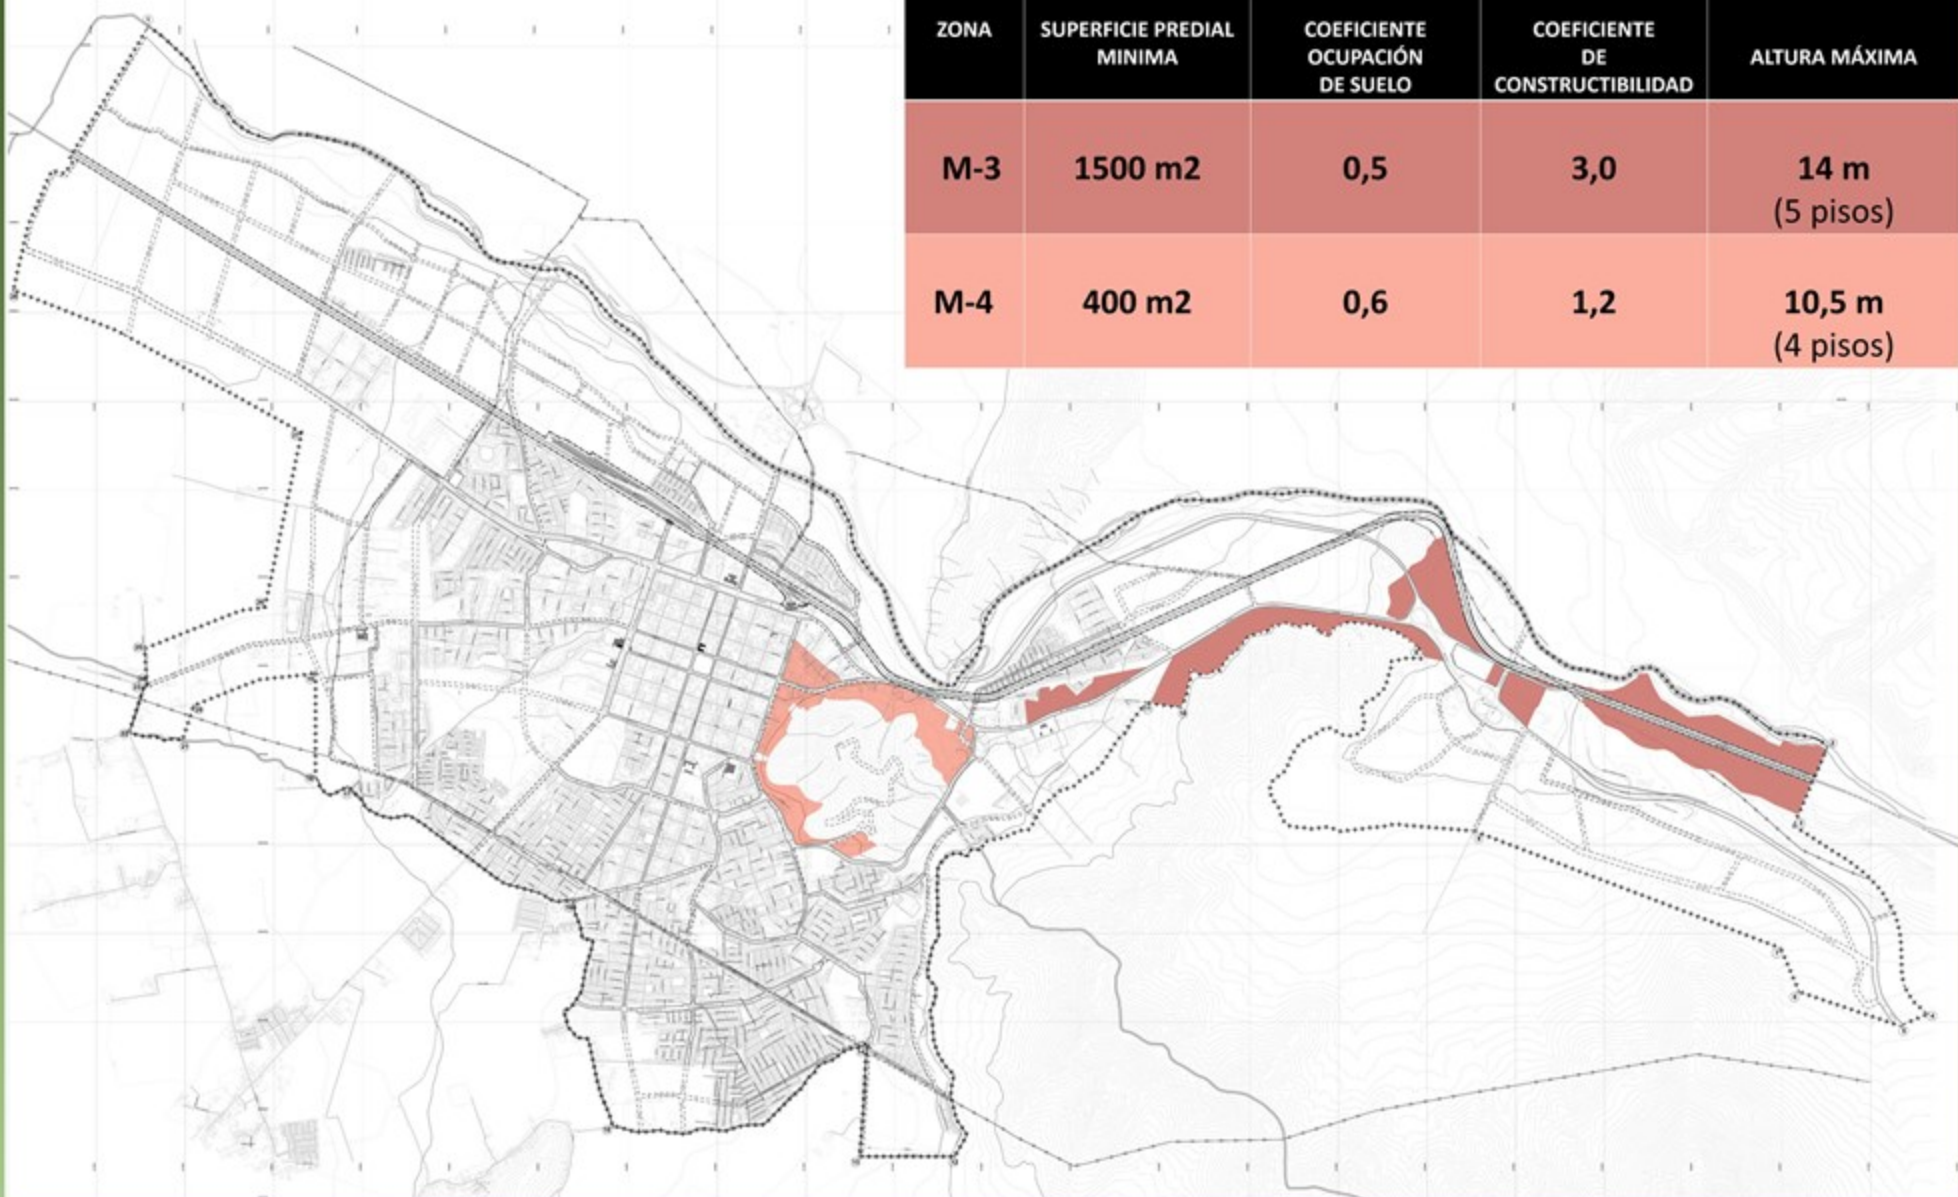 ZONA
SUPERFICIE PREDIAL
MINIMA
COEFICIENTE
OCUPACIÓN
DE SUELO
COEFICIENTE
DE
CONSTRUCTIBILIDAD
ALTURA MÁXIMA
M-3
1500 m2
0,5
3,0
14 m
(5 pisos)
M-4
400 m2
0,6
1,2
10,5 m
(4 pisos)